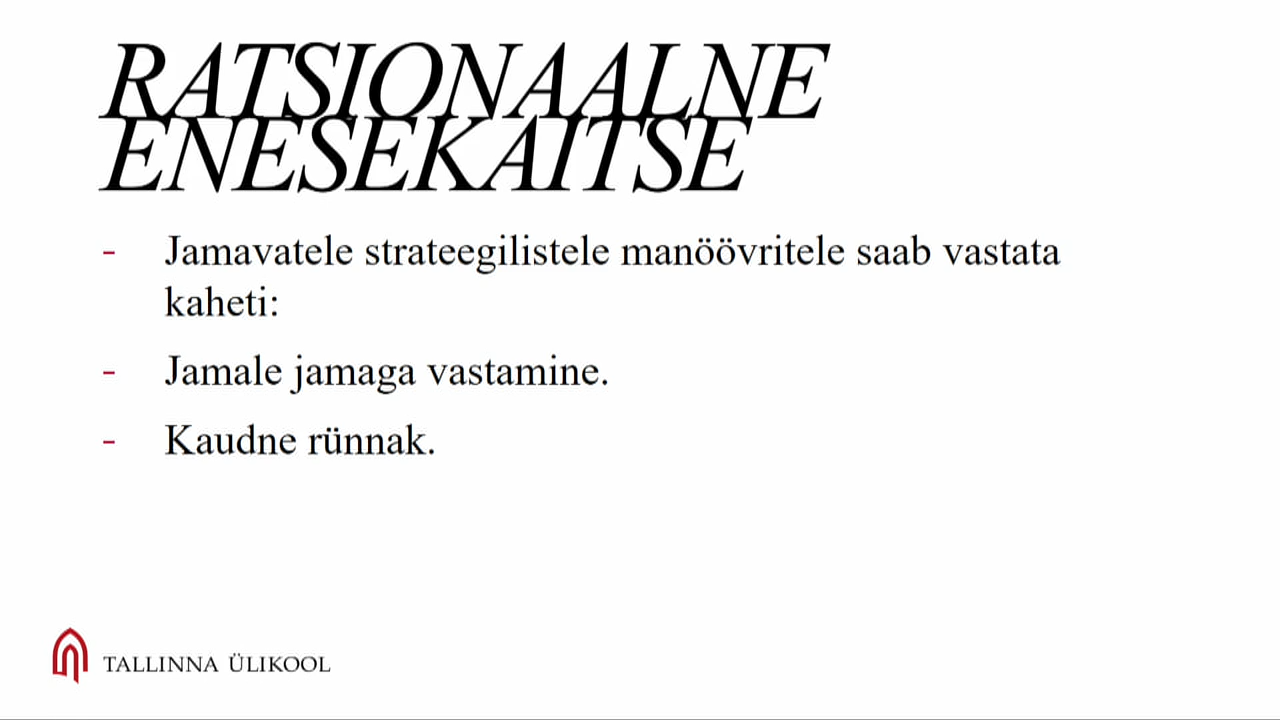 RATSIONAALNE
ENESEKAITSE
- Jamavatele strateegilistele manöövritele saab vastata
kaheti:
- Jamale jamaga vastamine.
- Kaudne rünnak.
TALLINNA ÜLIKOOL